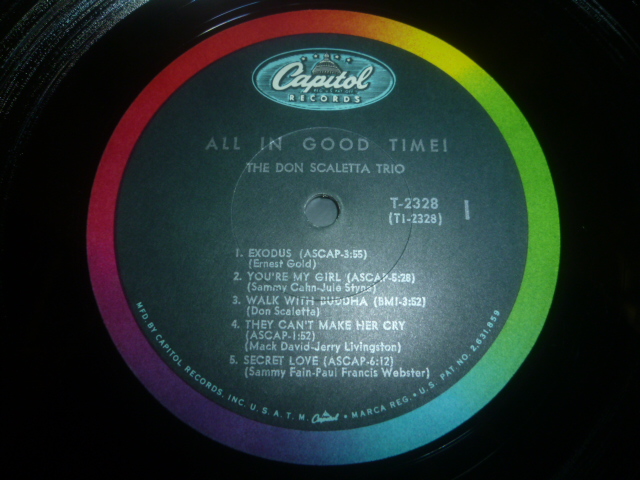 Capitol
RECORDS
ALL IN GOOD TIME!
THE DON SCALETTA TRIO
T-2328
(T1-2328)
1
1. EXODUS (ASCAP-3:55)
(Ernest Gold)
2. YOU'RE MY GIRL (ASCAP-5:28)
(Sammy Cahn-Jule Styne)
3. WALK WITH BUDDHA (BMI-3:52)
(Don Scaletta)
4. THEY CAN'T MAKE HER CRY
(ASCAP-1:52)
(Mack David-Jerry Livingston)
5. SECRET LOVE (ASCAP-6:12)
(Sammy Fain-Paul Francis Webster)
MFD. BY CAPITOL RECORDS, INC. U.S.A. T.M. Capitol • MARCA REG. • U.S. PAT. NO. 2,631,859